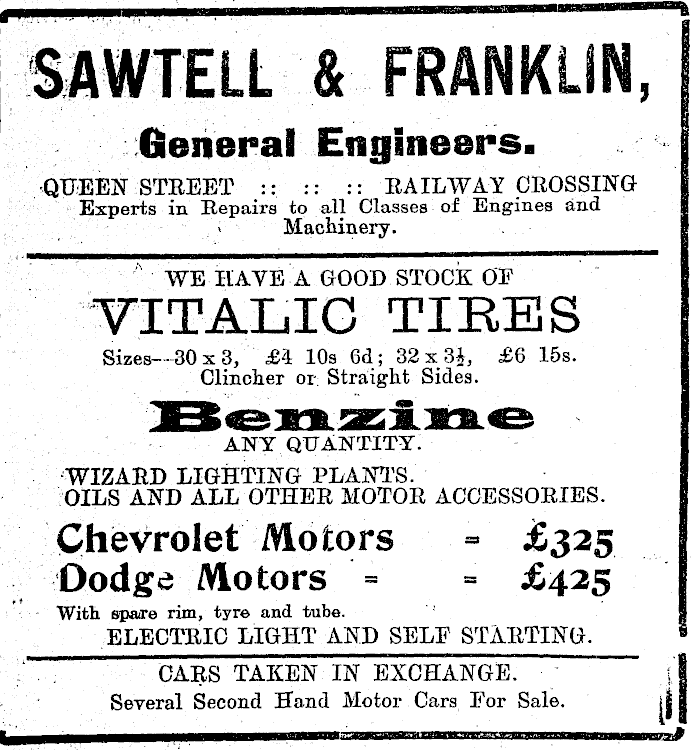 SAWTELL & FRANKLIN,
General Engineers.
QUEEN STREET :: :: :: RAILWAY CROSSING
Experts in Repairs to all Classes of Engines and
Machinery.
WE HAVE A GOOD STOCK OF
VITALIC TIRES
Sizes--30 x 3, £4 10s 6d; 32 x 3½, £6 15s.
Clincher or Straight Sides.
Benzine
ANY QUANTITY.
WIZARD LIGHTING PLANTS.
OILS AND ALL OTHER MOTOR ACCESSORIES.
Chevrolet Motors = £325
Dodge Motors = = £425
With spare rim, tyre and tube.
ELECTRIC LIGHT AND SELF STARTING.
CARS TAKEN IN EXCHANGE.
Several Second Hand Motor Cars For Sale.